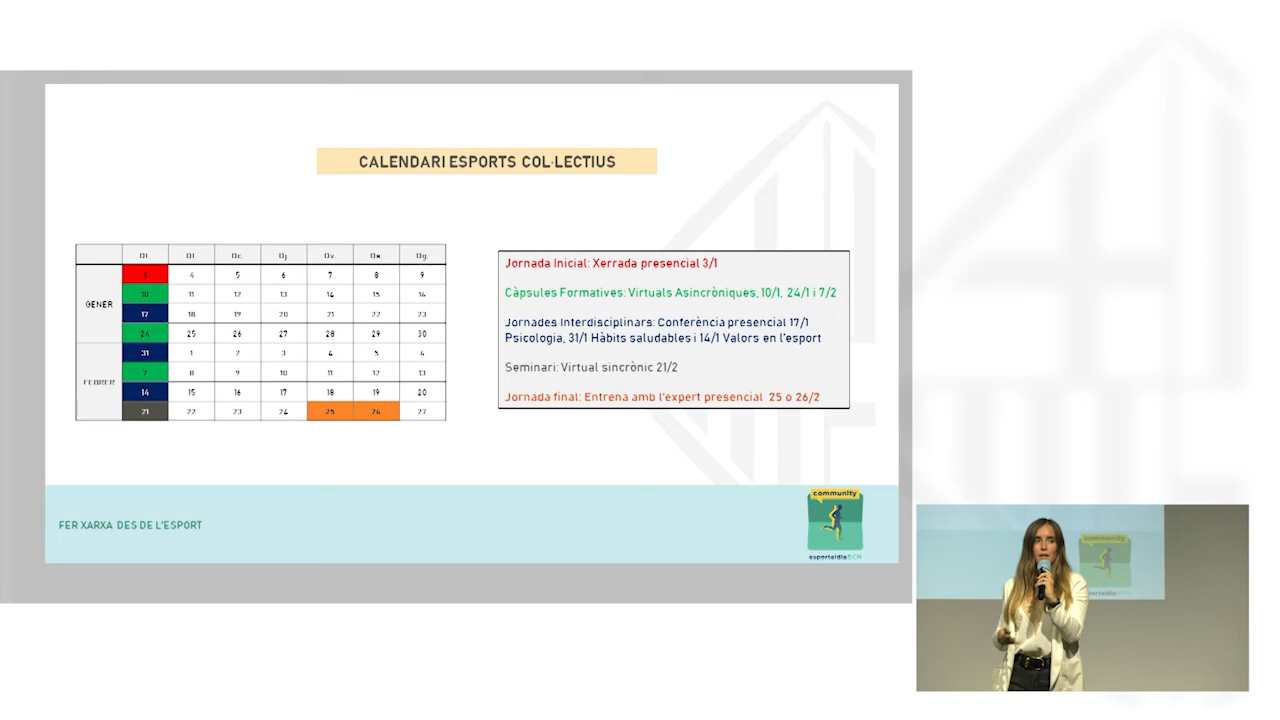 CALENDARI ESPORTS COL·LECTIUS
Dl. Dt. Dc. Dj. Dv. Ds. Dg.
GENER
3 4 5 6 7 8 9
10 11 12 13 14 15 16
17 18 19 20 21 22 23
24 25 26 27 28 29 30
FEBRER
31 1 2 3 4 5 6
7 8 9 10 11 12 13
14 15 16 17 18 19 20
21 22 23 24 25 26 27
Jornada Inicial: Xerrada presencial 3/1
Càpsules Formatives: Virtuals Asincròniques, 10/1, 24/1 i 7/2
Jornades Interdisciplinars: Conferència presencial 17/1
Psicologia, 31/1 Hàbits saludables i 14/1 Valors en l'esport
Seminari: Virtual sincrònic 21/2
Jornada final: Entrena amb l'expert presencial 25 o 26/2
FER XARXA DES DE L'ESPORT
community
esportaldiaBCN
community